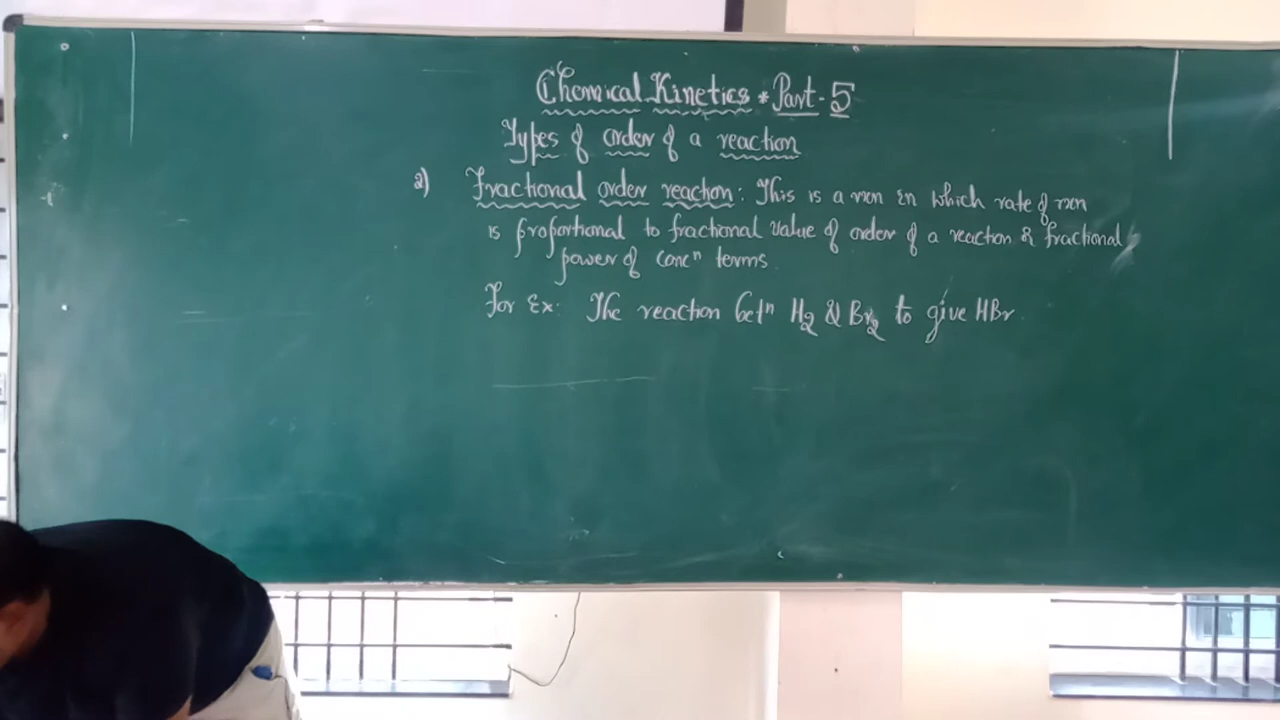 Chemical Kinetics * Part - 5
Types of order of a reaction
2) Fractional order reaction: This is a rxn in which rate of rxn
is proportional to fractional value of order of a reaction & fractional
power of concⁿ terms
For Ex: The reaction betⁿ H₂ & Br₂ to give HBr.